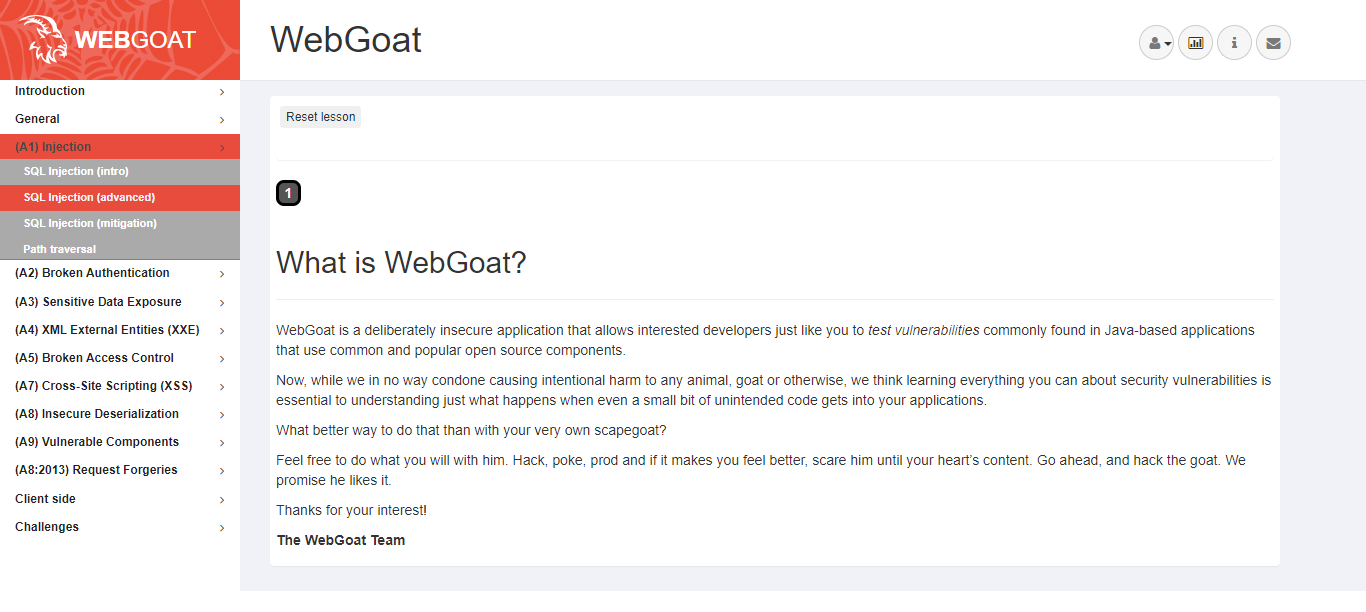 WEBGOAT
WebGoat
Introduction
General
(A1) Injection
SQL Injection (intro)
SQL Injection (advanced)
SQL Injection (mitigation)
Path traversal
(A2) Broken Authentication
(A3) Sensitive Data Exposure
(A4) XML External Entities (XXE)
(A5) Broken Access Control
(A7) Cross-Site Scripting (XSS)
(A8) Insecure Deserialization
(A9) Vulnerable Components
(A8:2013) Request Forgeries
Client side
Challenges
Reset lesson
1
What is WebGoat?
WebGoat is a deliberately insecure application that allows interested developers just like you to test vulnerabilities commonly found in Java-based applications
that use common and popular open source components.
Now, while we in no way condone causing intentional harm to any animal, goat or otherwise, we think learning everything you can about security vulnerabilities is
essential to understanding just what happens when even a small bit of unintended code gets into your applications.
What better way to do that than with your very own scapegoat?
Feel free to do what you will with him. Hack, poke, prod and if it makes you feel better, scare him until your heart’s content. Go ahead, and hack the goat. We
promise he likes it.
Thanks for your interest!
The WebGoat Team